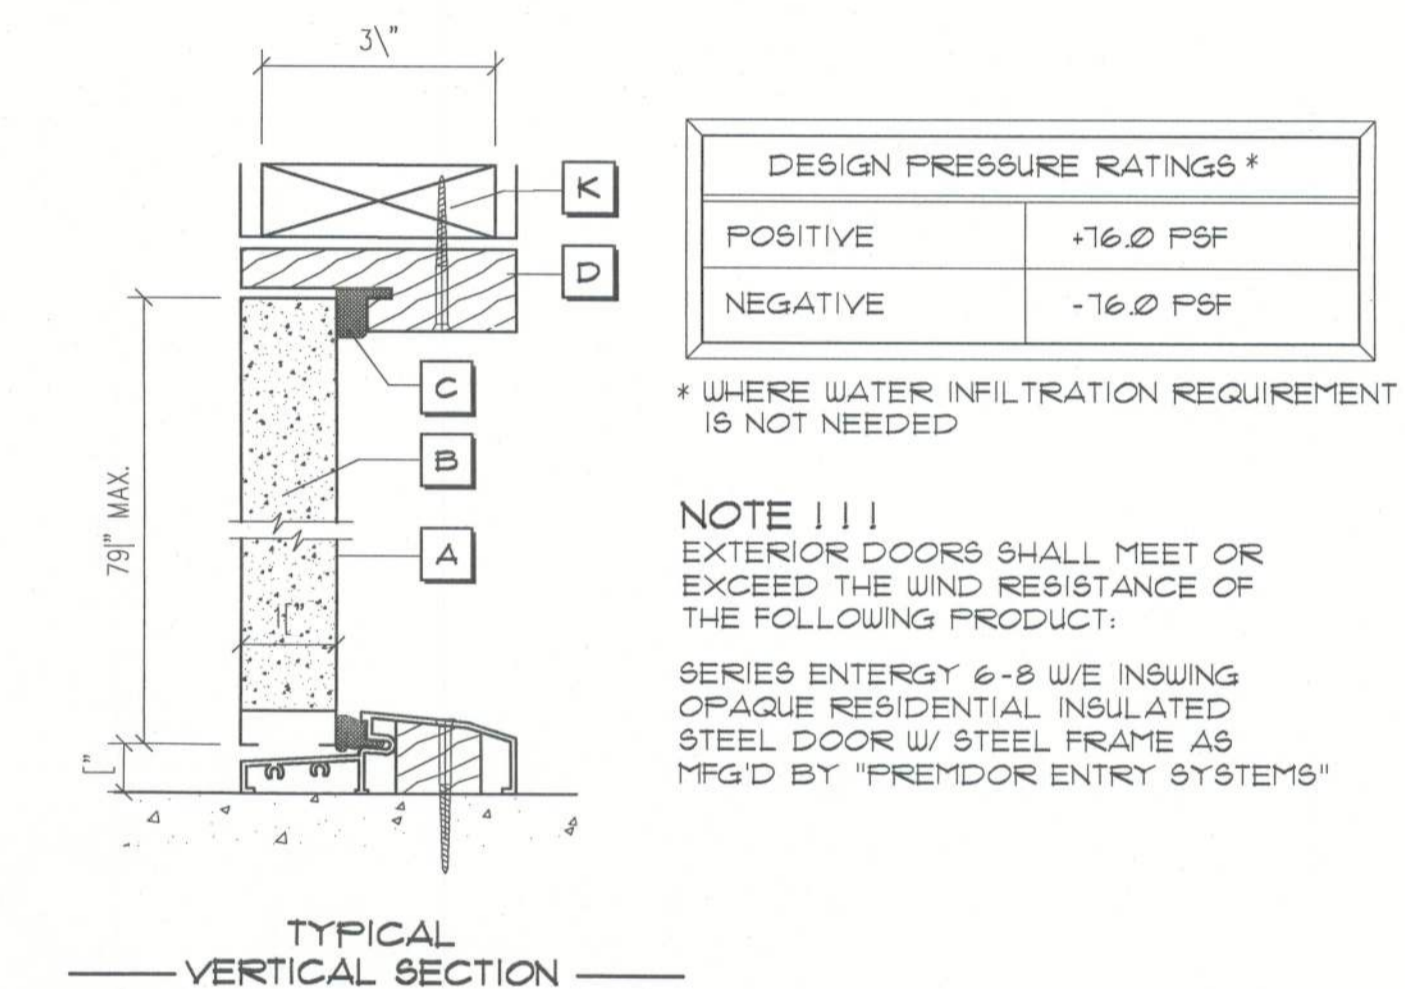 3\"
K
D
C
B
A
79|" MAX.
1["
["
TYPICAL
VERTICAL SECTION
DESIGN PRESSURE RATINGS *
POSITIVE +76.0 PSF
NEGATIVE -76.0 PSF
* WHERE WATER INFILTRATION REQUIREMENT
IS NOT NEEDED
NOTE !!!
EXTERIOR DOORS SHALL MEET OR
EXCEED THE WIND RESISTANCE OF
THE FOLLOWING PRODUCT:
SERIES ENTERGY 6-8 W/E INSWING
OPAQUE RESIDENTIAL INSULATED
STEEL DOOR W/ STEEL FRAME AS
MFG'D BY "PREMDOR ENTRY SYSTEMS"